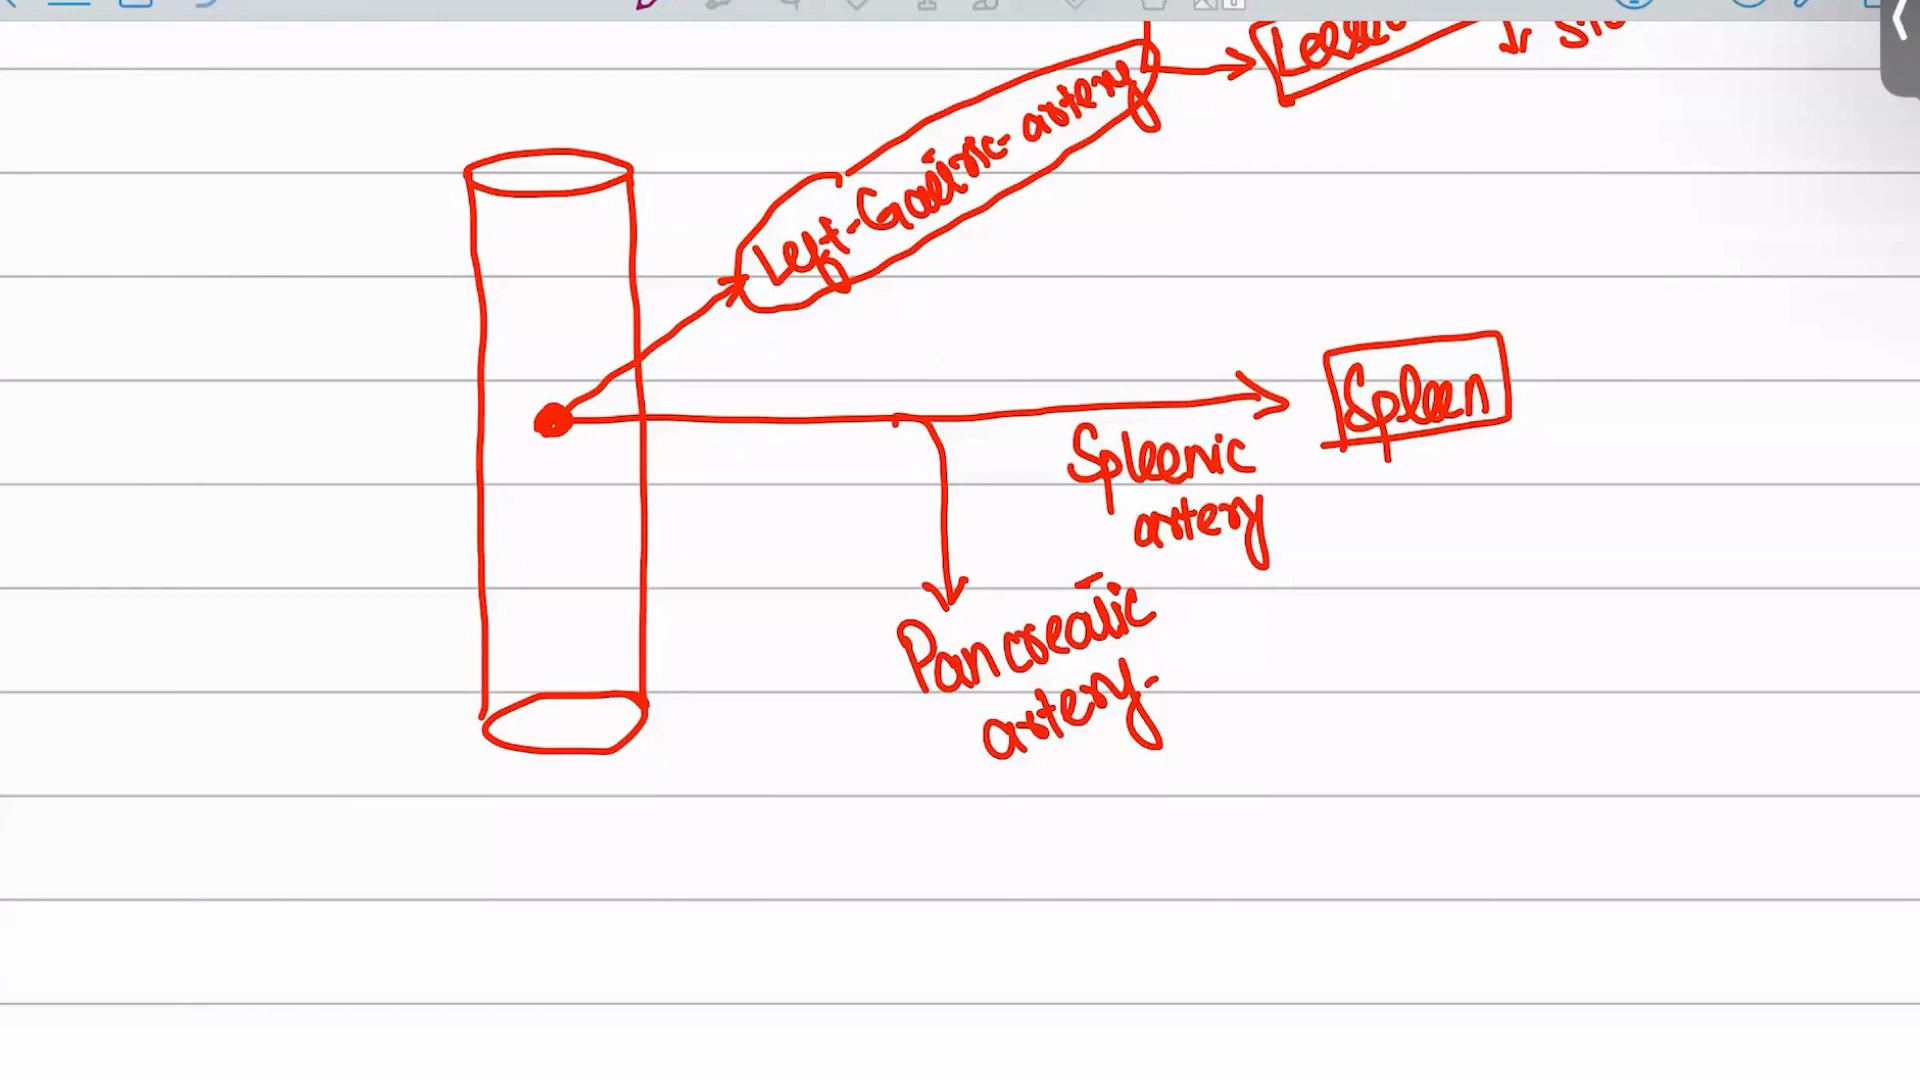 Left-Gastric-artery
Spleen
Spleenic
artery
Pancreatic
artery.